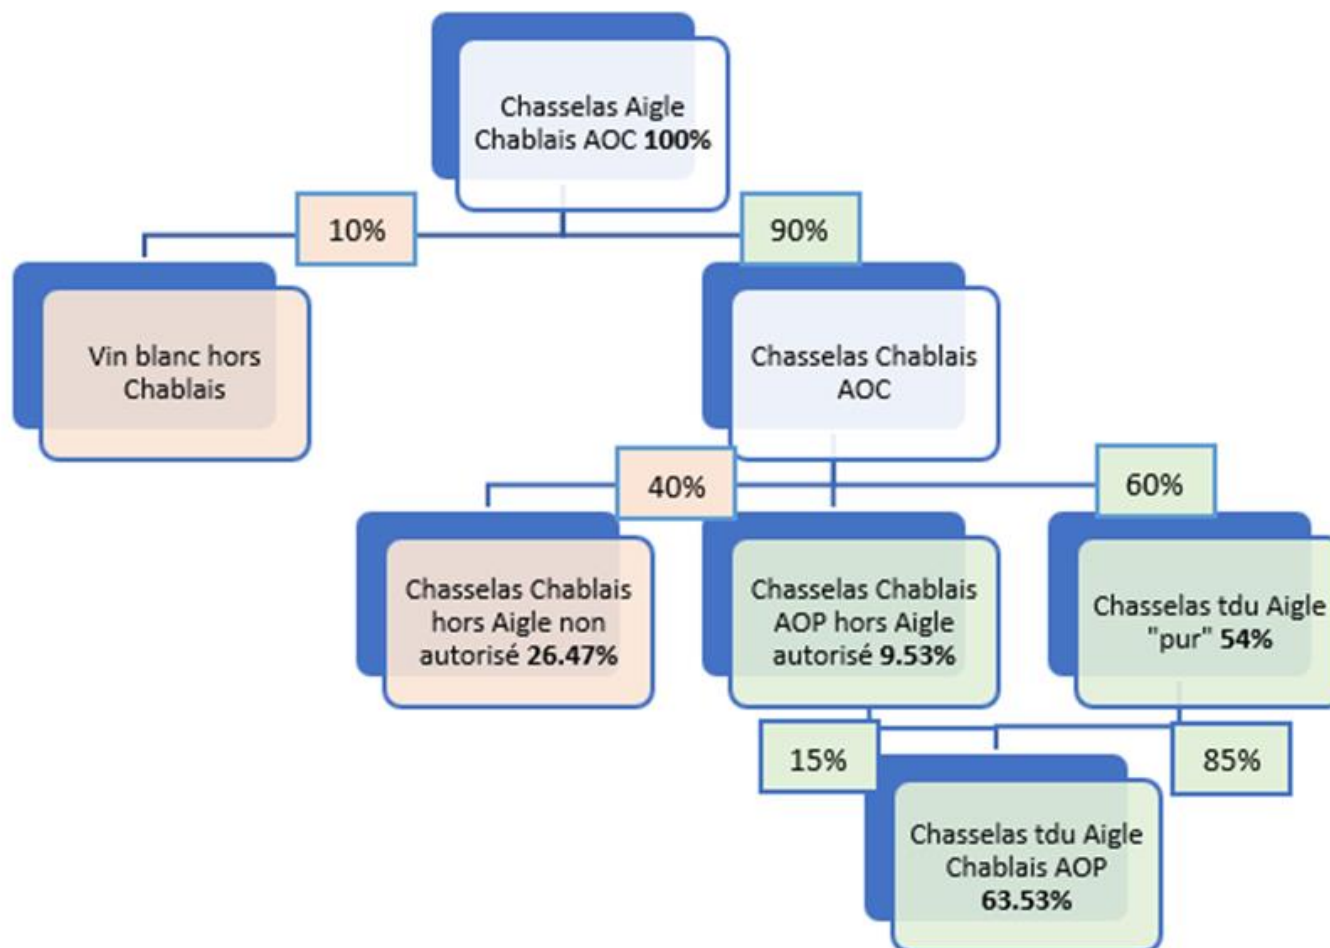 Chasselas Aigle
Chablais AOC 100%
10%
90%
Vin blanc hors
Chablais
Chasselas Chablais
AOC
40%
60%
Chasselas Chablais
hors Aigle non
autorisé 26.47%
Chasselas Chablais
AOP hors Aigle
autorisé 9.53%
Chasselas tdu Aigle
"pur" 54%
15%
85%
Chasselas tdu Aigle
Chablais AOP
63.53%